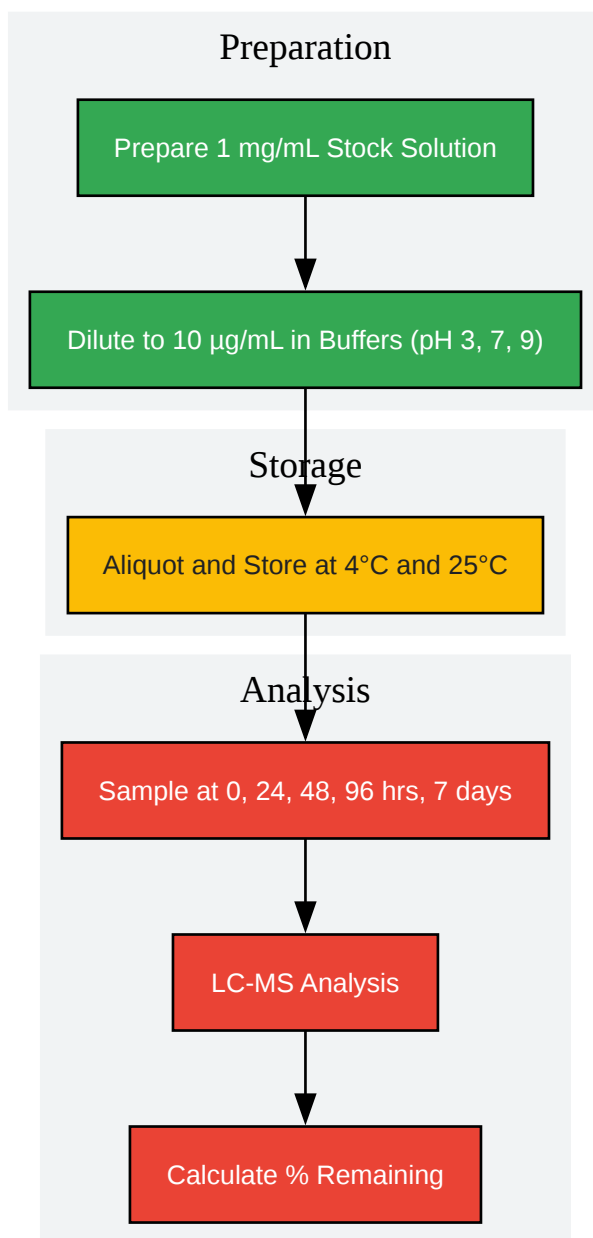 Preparation
Prepare 1 mg/mL Stock Solution
Dilute to 10 µg/mL in Buffers (pH 3, 7, 9)
Storage
Aliquot and Store at 4°C and 25°C
Analysis
Sample at 0, 24, 48, 96 hrs, 7 days
LC-MS Analysis
Calculate % Remaining